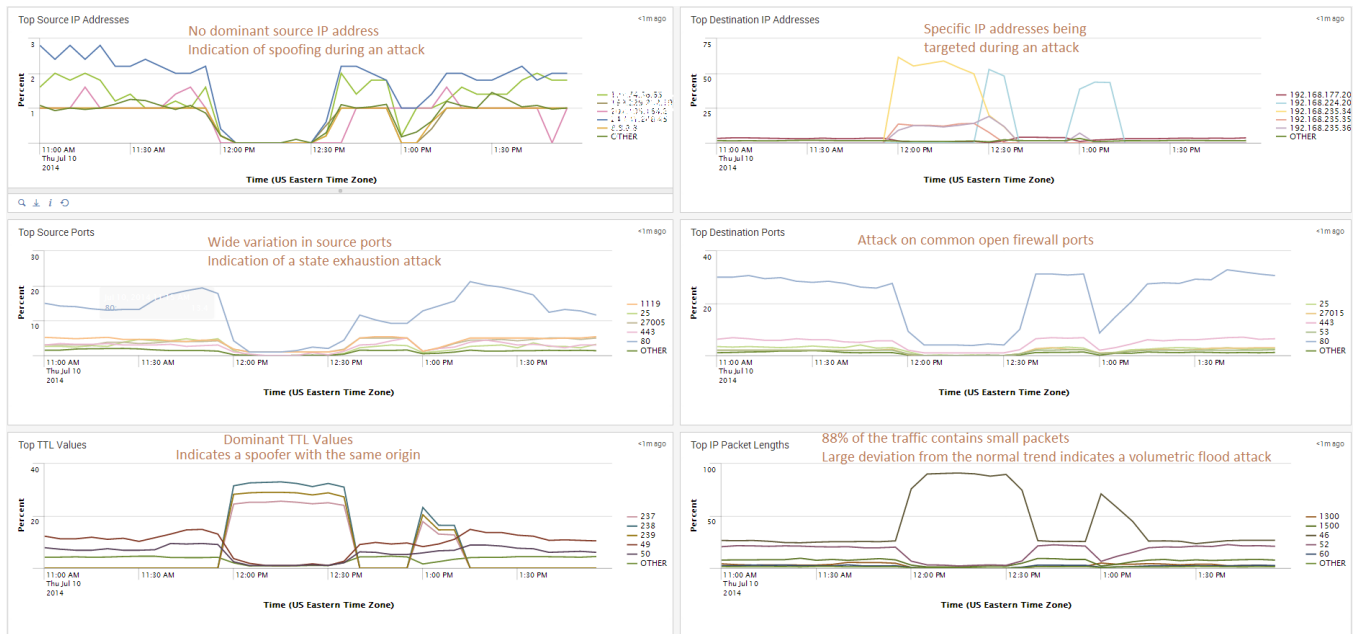 Top Source IP Addresses
<1m ago
No dominant source IP address
Indication of spoofing during an attack
3
2
1
Percent
OTHER
11:00 AM 11:30 AM 12:00 PM 12:30 PM 1:00 PM 1:30 PM
Thu Jul 10
2014
Time (US Eastern Time Zone)
Top Destination IP Addresses
<1m ago
Specific IP addresses being
targeted during an attack
75
50
25
Percent
192.168.177.20
192.168.224.20
192.168.235.34
192.168.235.35
192.168.235.36
OTHER
11:00 AM 11:30 AM 12:00 PM 12:30 PM 1:00 PM 1:30 PM
Thu Jul 10
2014
Time (US Eastern Time Zone)
Top Source Ports
<1m ago
Wide variation in source ports
Indication of a state exhaustion attack
30
20
10
Percent
80
1119
25
27005
443
80
OTHER
11:00 AM 11:30 AM 12:00 PM 12:30 PM 1:00 PM 1:30 PM
Thu Jul 10
2014
Time (US Eastern Time Zone)
Top Destination Ports
<1m ago
Attack on common open firewall ports
40
20
Percent
25
27015
443
53
80
OTHER
11:00 AM 11:30 AM 12:00 PM 12:30 PM 1:00 PM 1:30 PM
Thu Jul 10
2014
Time (US Eastern Time Zone)
Top TTL Values
<1m ago
Dominant TTL Values
Indicates a spoofer with the same origin
40
20
Percent
237
238
239
49
50
OTHER
11:00 AM 11:30 AM 12:00 PM 12:30 PM 1:00 PM 1:30 PM
Thu Jul 10
2014
Time (US Eastern Time Zone)
Top IP Packet Lengths
<1m ago
88% of the traffic contains small packets
Large deviation from the normal trend indicates a volumetric flood attack
100
50
Percent
1300
1500
46
52
60
OTHER
11:00 AM 11:30 AM 12:00 PM 12:30 PM 1:00 PM 1:30 PM
Thu Jul 10
2014
Time (US Eastern Time Zone)